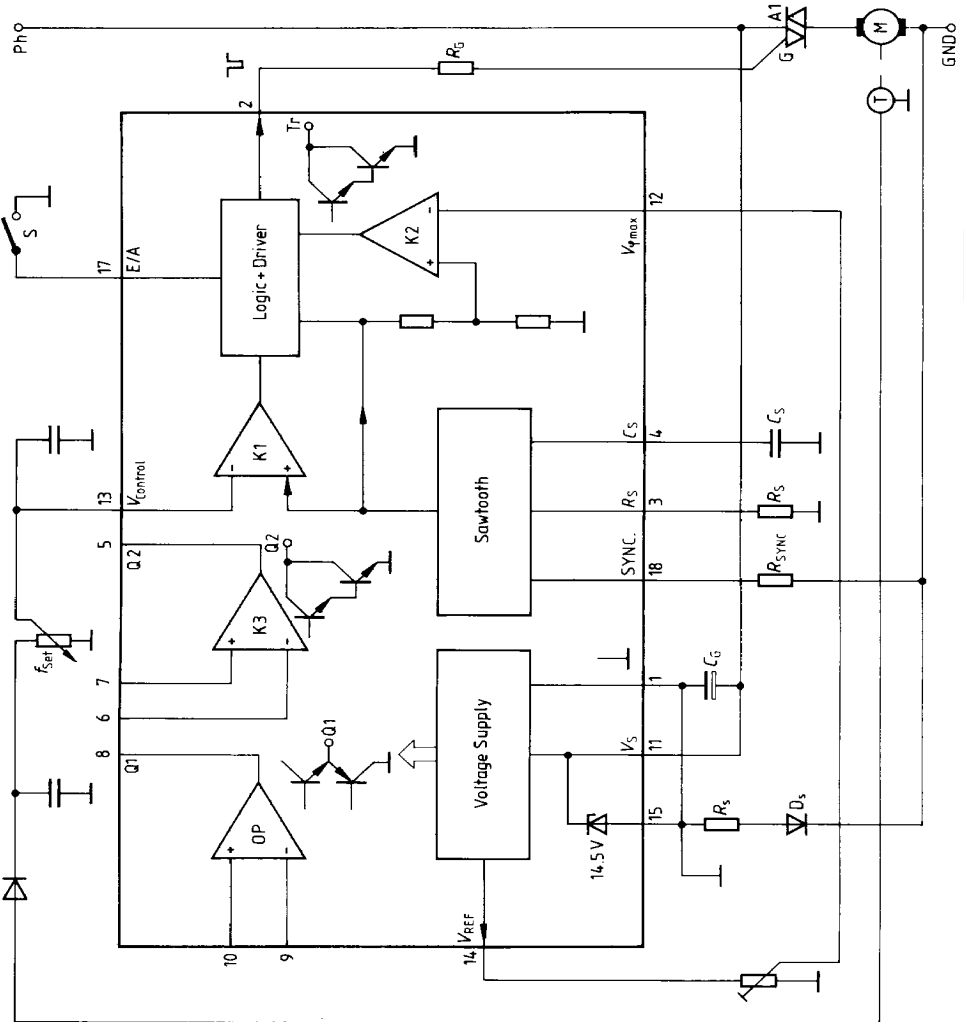 Ph
GND
A1
G
M
T
R_G
2
Tr
S
17
E/A
Logic + Driver
K2
+
-
12
V_φmax
13
V_Control
K1
-
+
5
Q2
K3
+
-
Q2
f_Set
7
6
8
Q1
OP
+
-
Q1
10
9
Sawtooth
C_S
4
C_S
R_S
3
R_S
SYNC.
18
R_SYNC
Voltage Supply
1
C_G
V_S
11
14.5 V
15
R_s
D_s
V_REF
14